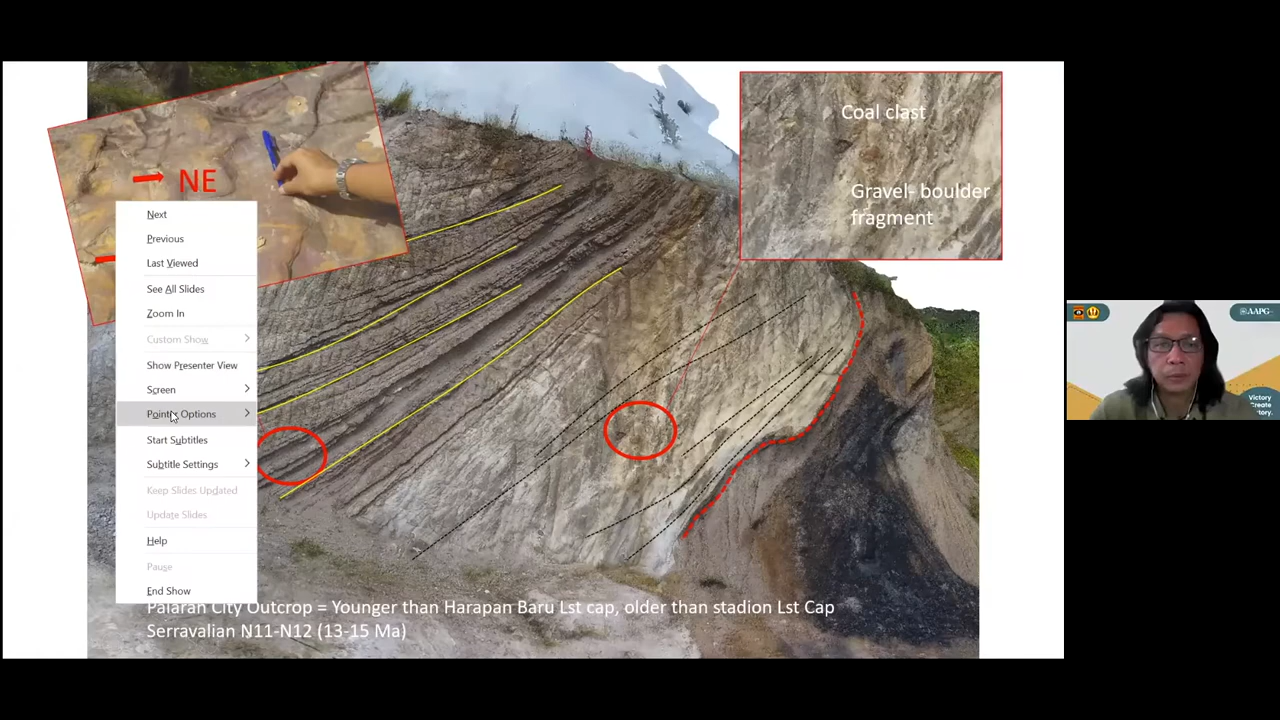 NE
Coal clast
Gravel- boulder
fragment
Next
Previous
Last Viewed
See All Slides
Zoom In
Custom Show
Show Presenter View
Screen
Pointer Options
Start Subtitles
Subtitle Settings
Keep Slides Updated
Update Slides
Help
Pause
End Show
Palaran City Outcrop = Younger than Harapan Baru Lst cap, older than stadion Lst Cap
Serravalian N11-N12 (13-15 Ma)
AAPG
Victory
Create